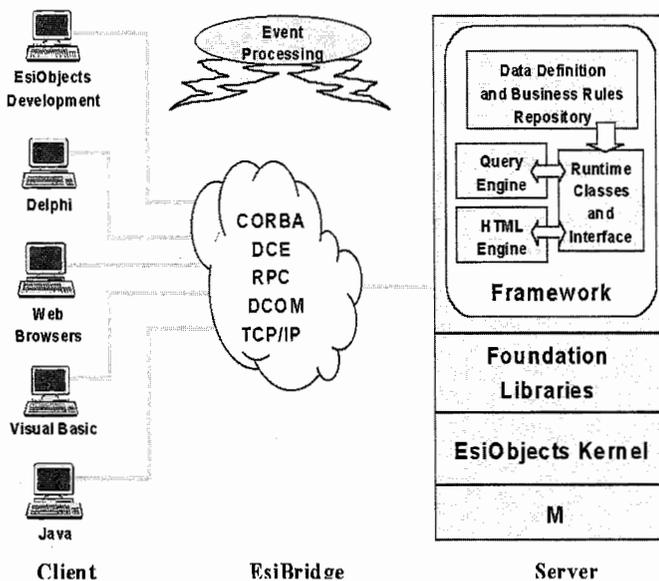 EsiObjects
Development
Delphi
Web
Browsers
Visual Basic
Java
Client
Event
Processing
CORBA
DCE
RPC
DCOM
TCP/IP
EsiBridge
Data Definition
and Business Rules
Repository
Query
Engine
HTML
Engine
Runtime
Classes
and
Interface
Framework
Foundation
Libraries
EsiObjects Kernel
M
Server